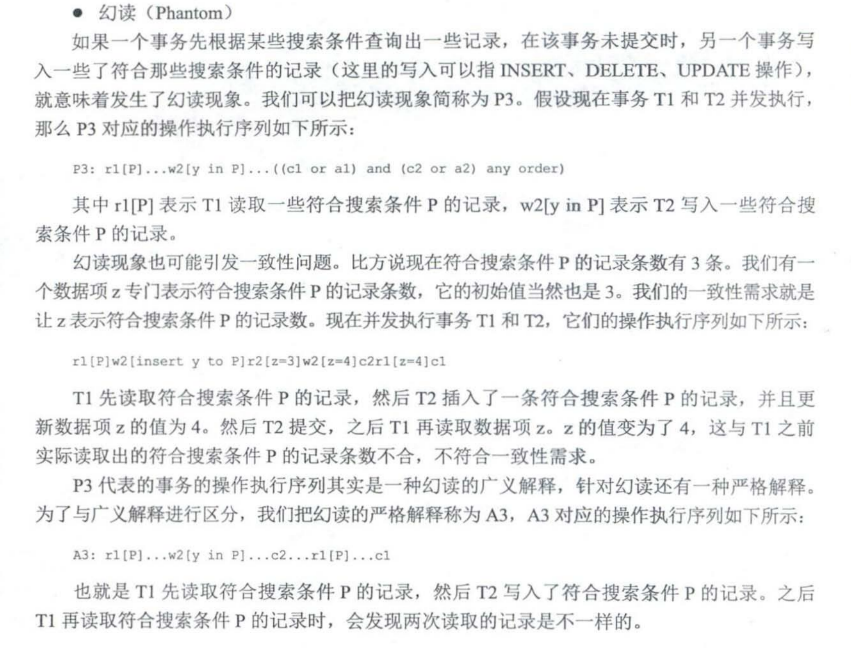 ● 幻读（Phantom）
如果一个事务先根据某些搜索条件查询出一些记录，在该事务未提交时，另一个事务写
入一些了符合那些搜索条件的记录（这里的写入可以指 INSERT、DELETE、UPDATE 操作），
就意味着发生了幻读现象。我们可以把幻读现象简称为 P3。假设现在事务 T1 和 T2 并发执行，
那么 P3 对应的操作执行序列如下所示：
P3: r1[P]...w2[y in P]...((c1 or a1) and (c2 or a2) any order)
其中 r1[P] 表示 T1 读取一些符合搜索条件 P 的记录，w2[y in P] 表示 T2 写入一些符合搜
索条件 P 的记录。
幻读现象也可能引发一致性问题。比方说现在符合搜索条件 P 的记录条数有 3 条。我们有一
个数据项 z 专门表示符合搜索条件 P 的记录条数，它的初始值当然也是 3。我们的一致性需求就是
让 z 表示符合搜索条件 P 的记录数。现在并发执行事务 T1 和 T2，它们的操作执行序列如下所示：
r1[P]w2[insert y to P]r2[z=3]w2[z=4]c2r1[z=4]c1
T1 先读取符合搜索条件 P 的记录，然后 T2 插入了一条符合搜索条件 P 的记录，并且更
新数据项 z 的值为 4。然后 T2 提交，之后 T1 再读取数据项 z。z 的值变为了 4，这与 T1 之前
实际读取出的符合搜索条件 P 的记录条数不合，不符合一致性需求。
P3 代表的事务的操作执行序列其实是一种幻读的广义解释，针对幻读还有一种严格解释。
为了与广义解释进行区分，我们把幻读的严格解释称为 A3，A3 对应的操作执行序列如下所示：
A3: r1[P]...w2[y in P]...c2...r1[P]...c1
也就是 T1 先读取符合搜索条件 P 的记录，然后 T2 写入了符合搜索条件 P 的记录。之后
T1 再读取符合搜索条件 P 的记录时，会发现两次读取的记录是不一样的。